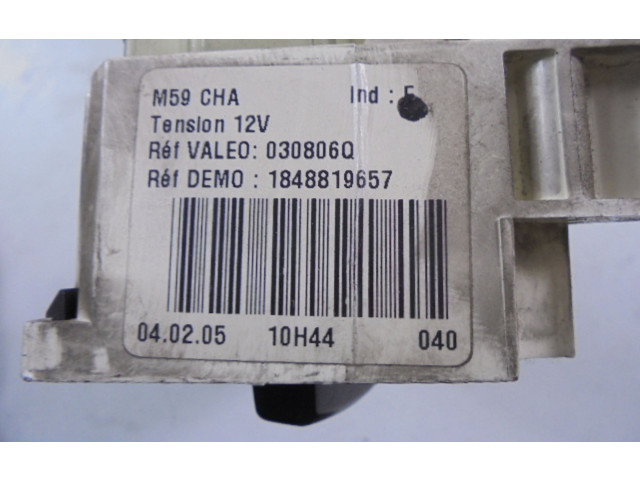 M59 CHA Ind : E
Tension 12V
Réf VALEO: 030806Q
Réf DEMO : 1848819657
04.02.05 10H44 040